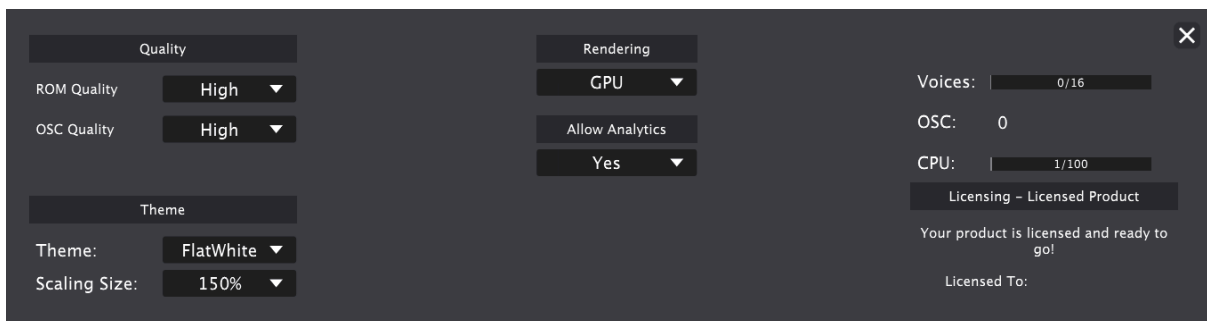 Quality
ROM Quality High
OSC Quality High
Theme
Theme: FlatWhite
Scaling Size: 150%
Rendering
GPU
Allow Analytics
Yes
Voices: 0/16
OSC: 0
CPU: 1/100
Licensing – Licensed Product
Your product is licensed and ready to
go!
Licensed To: